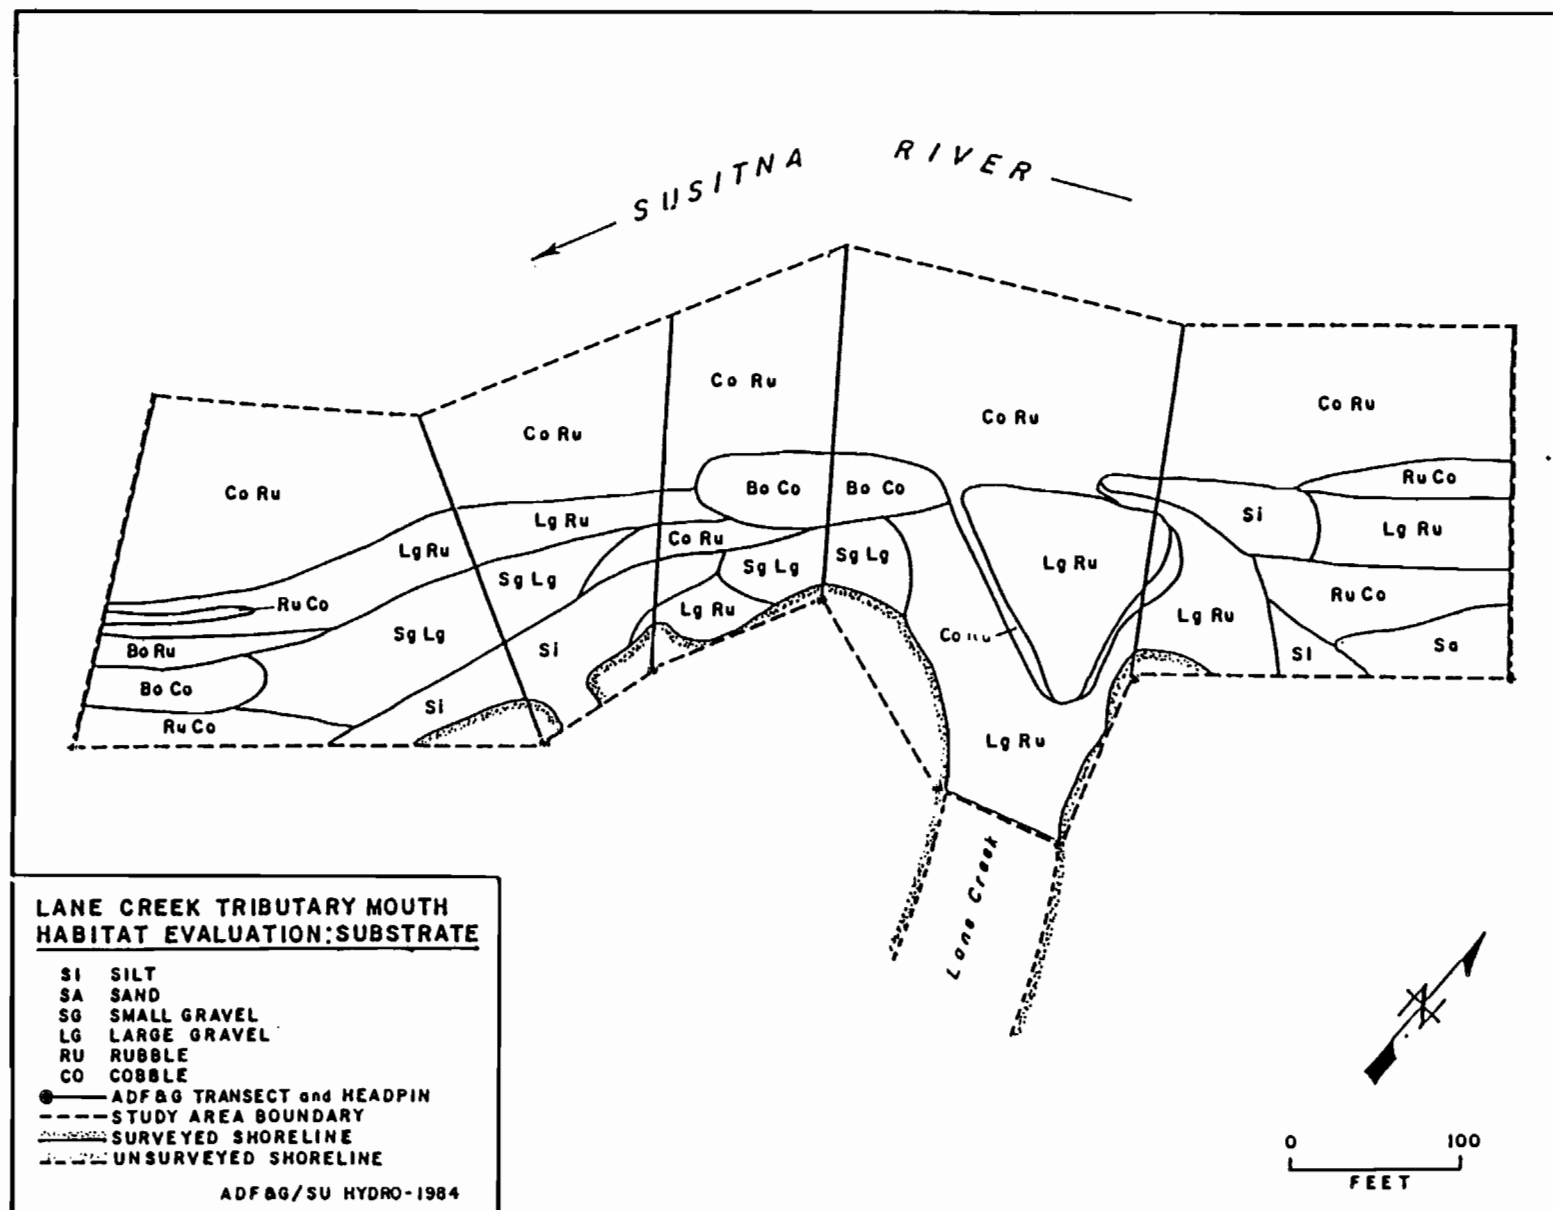 SUSITNA RIVER
Co Ru
Co Ru
Co Ru
Co Ru
Co Ru
Ru Co
Bo Co
Bo Co
Lg Ru
Si
Lg Ru
Co Ru
Lg Ru
Sg Lg
Sg Lg
Sg Lg
Lg Ru
Ru Co
Ru Co
Lg Ru
Lg Ru
Co Ru
Sg Lg
Bo Ru
Si
Si
Sa
Bo Co
Si
Ru Co
Lg Ru
Lane Creek
LANE CREEK TRIBUTARY MOUTH
HABITAT EVALUATION: SUBSTRATE
SI SILT
SA SAND
SG SMALL GRAVEL
LG LARGE GRAVEL
RU RUBBLE
CO COBBLE
ADF&G TRANSECT and HEADPIN
STUDY AREA BOUNDARY
SURVEYED SHORELINE
UNSURVEYED SHORELINE
ADF&G/SU HYDRO-1984
N
0 100
FEET